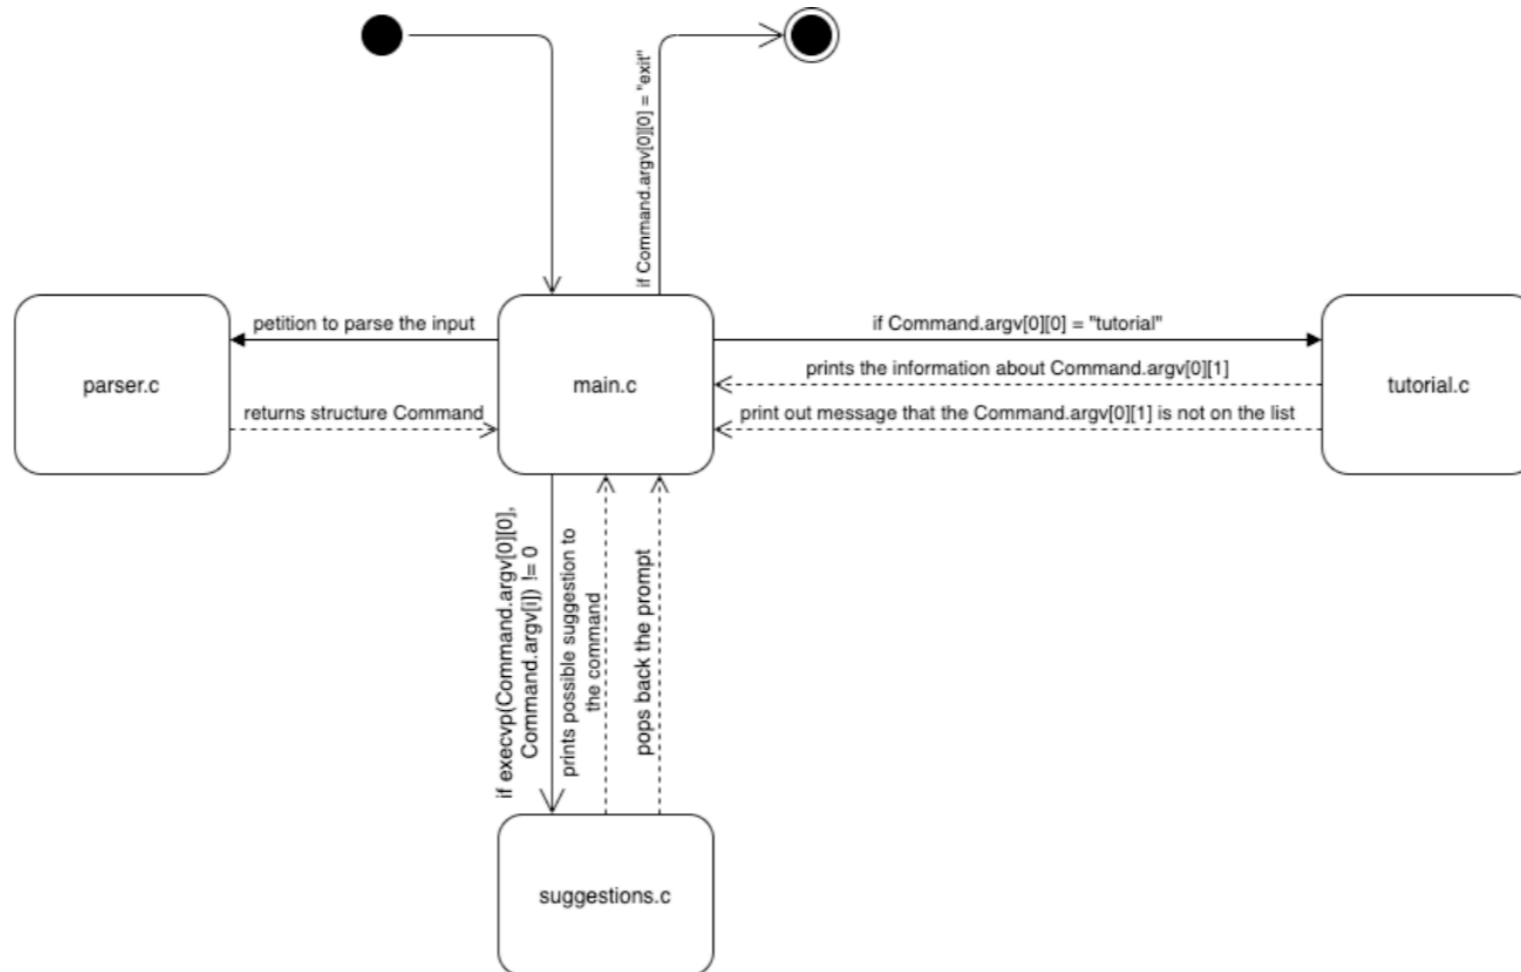 if Command.argv[0][0] = "exit"
petition to parse the input
if Command.argv[0][0] = "tutorial"
prints the information about Command.argv[0][1]
parser.c
main.c
tutorial.c
returns structure Command
print out message that the Command.argv[0][1] is not on the list
if execvp(Command.argv[0][0],
Command.argv[i]) != 0
prints possible suggestion to
the command
pops back the prompt
suggestions.c